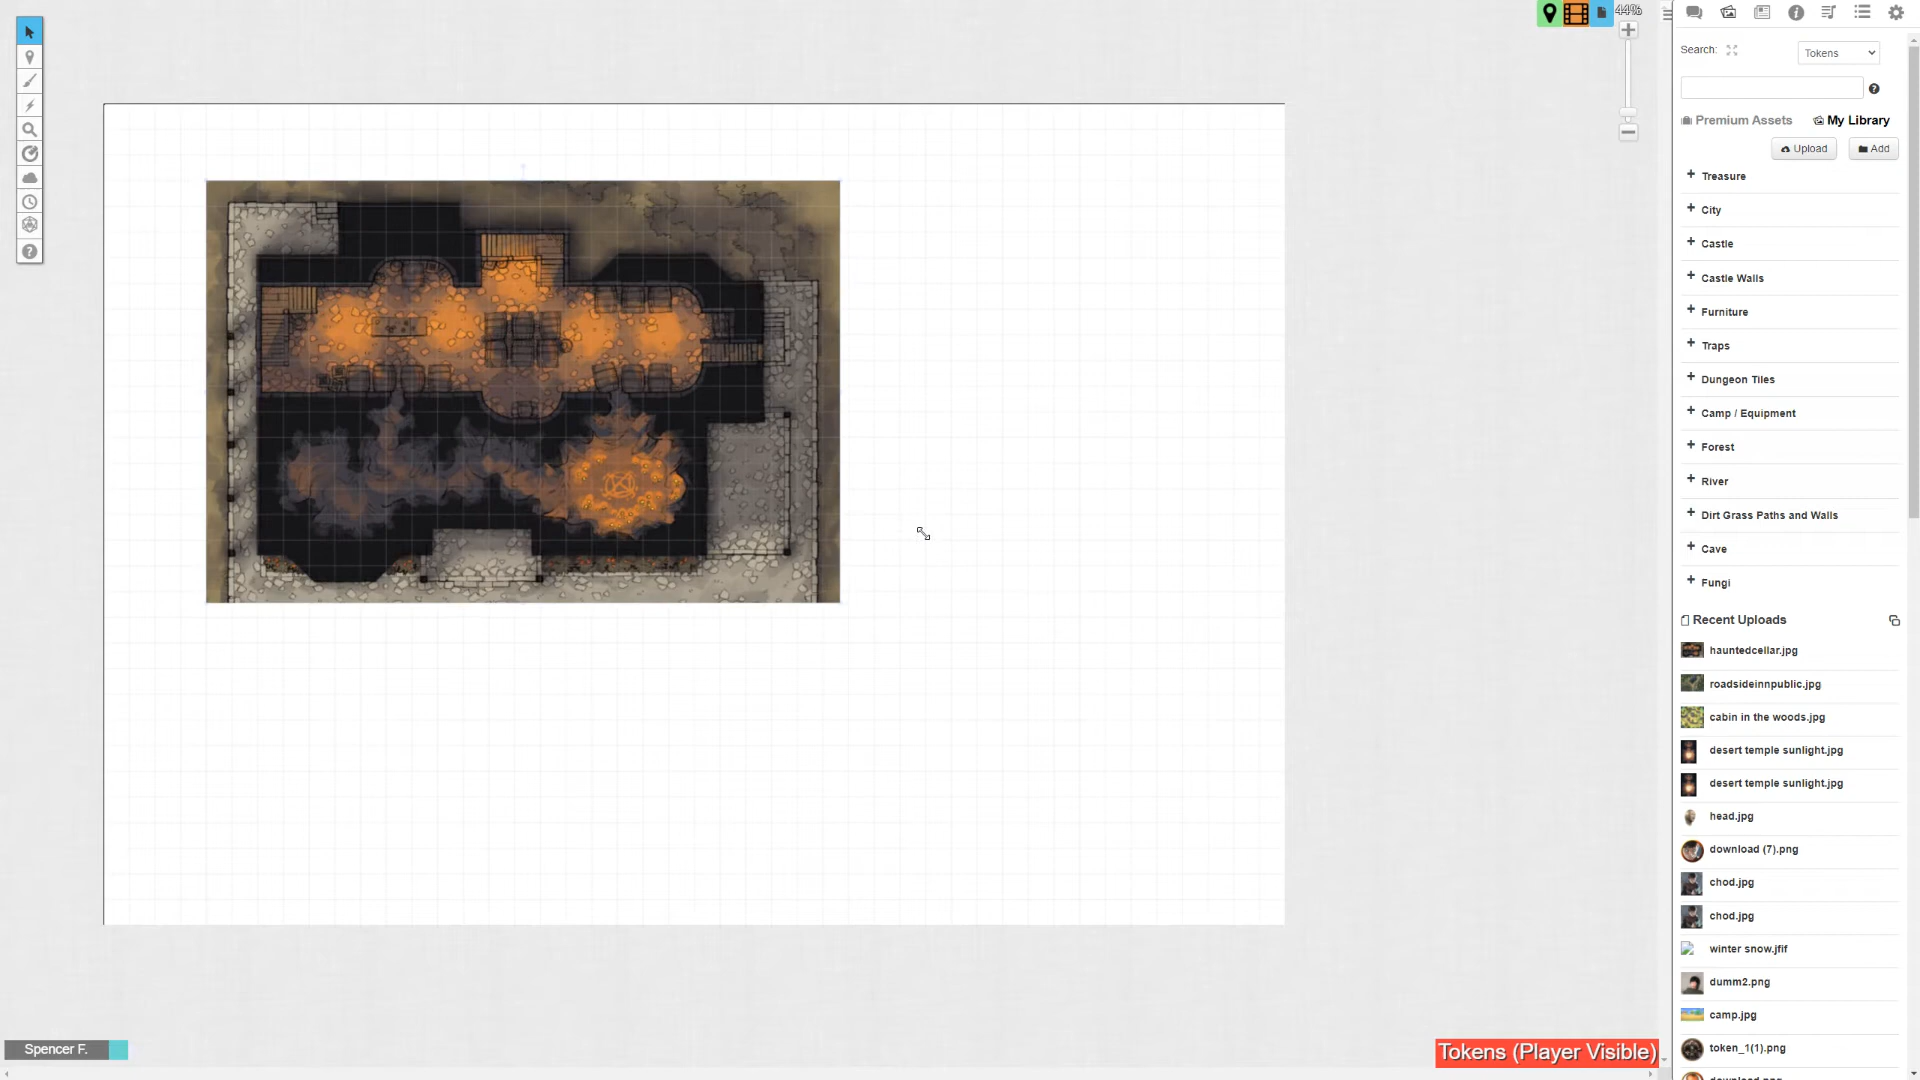 44%
Search:
Tokens
Premium Assets
My Library
Upload
Add
Treasure
City
Castle
Castle Walls
Furniture
Traps
Dungeon Tiles
Camp / Equipment
Forest
River
Dirt Grass Paths and Walls
Cave
Fungi
Recent Uploads
hauntedcellar.jpg
roadsideinnpublic.jpg
cabin in the woods.jpg
desert temple sunlight.jpg
desert temple sunlight.jpg
head.jpg
download (7).png
chod.jpg
chod.jpg
winter snow.jfif
dumm2.png
camp.jpg
token_1(1).png
Spencer F.
Tokens (Player Visible)